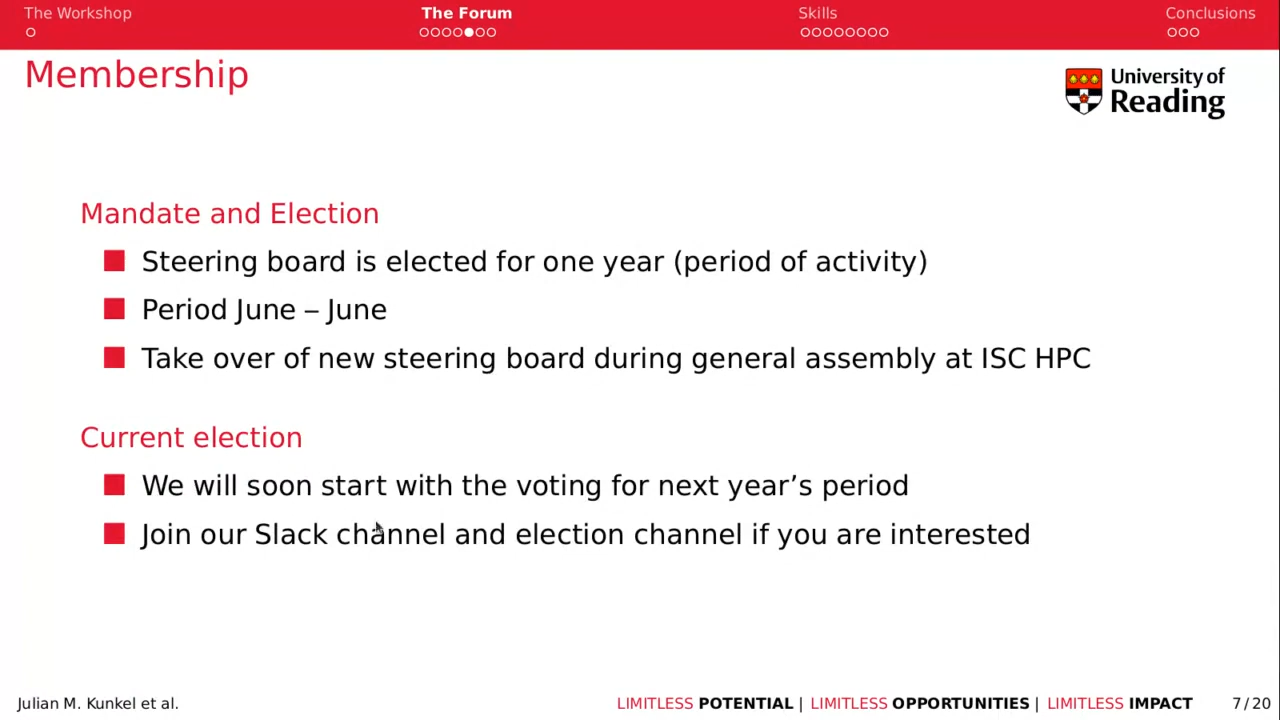 The Workshop
The Forum
Skills
Conclusions
Membership
University of
Reading
Mandate and Election
Steering board is elected for one year (period of activity)
Period June – June
Take over of new steering board during general assembly at ISC HPC
Current election
We will soon start with the voting for next year’s period
Join our Slack channel and election channel if you are interested
Julian M. Kunkel et al.
LIMITLESS POTENTIAL | LIMITLESS OPPORTUNITIES | LIMITLESS IMPACT
7 / 20